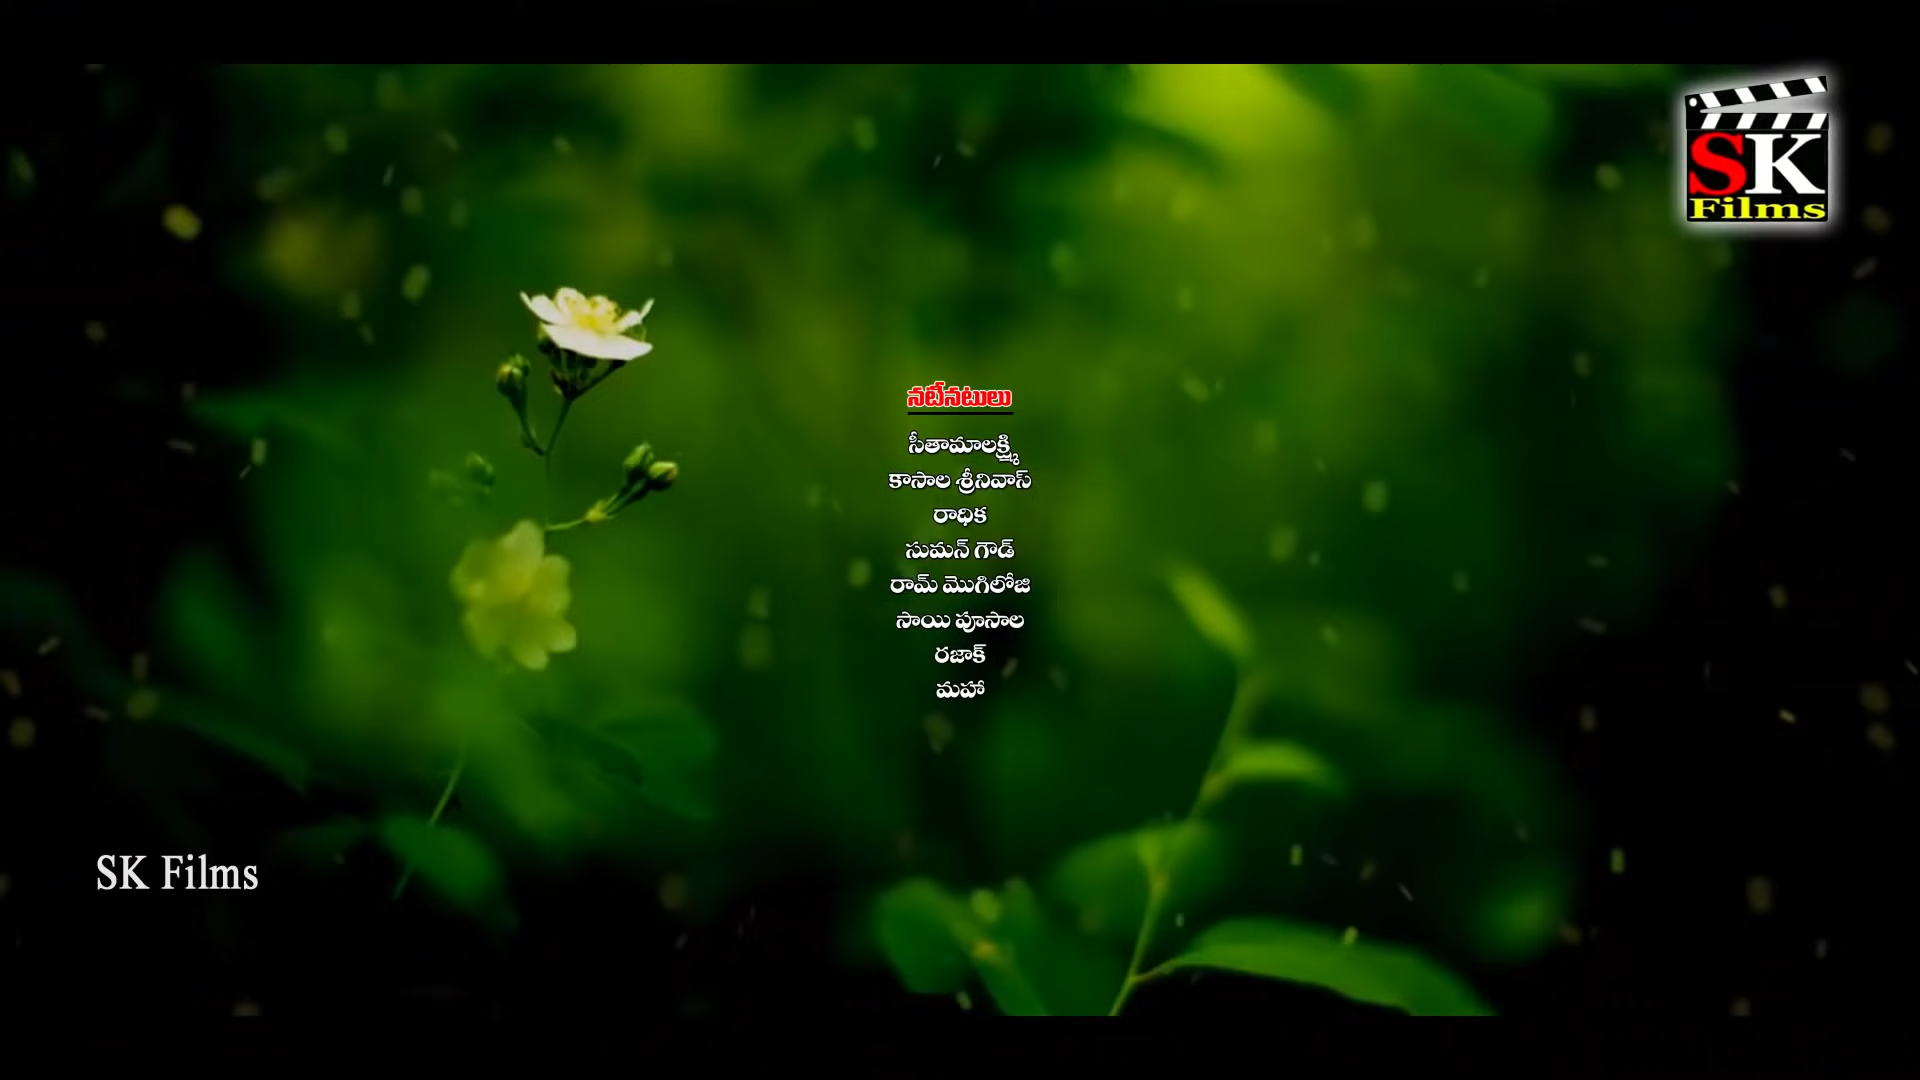 SK
Films
నటీనటులు
సీతామాలక్ష్మి
కాసాల శ్రీనివాస్
రాధిక
సుమన్ గౌడ్
రామ్ మొగిలోజి
సాయి పూసాల
రజాక్
మహా
SK Films